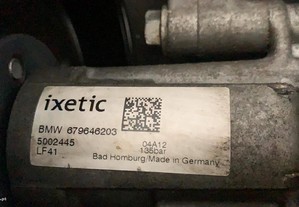 ixetic
BMW 679646203
5002445 04A12
LF41 135bar
Bad Homburg/Made in Germany